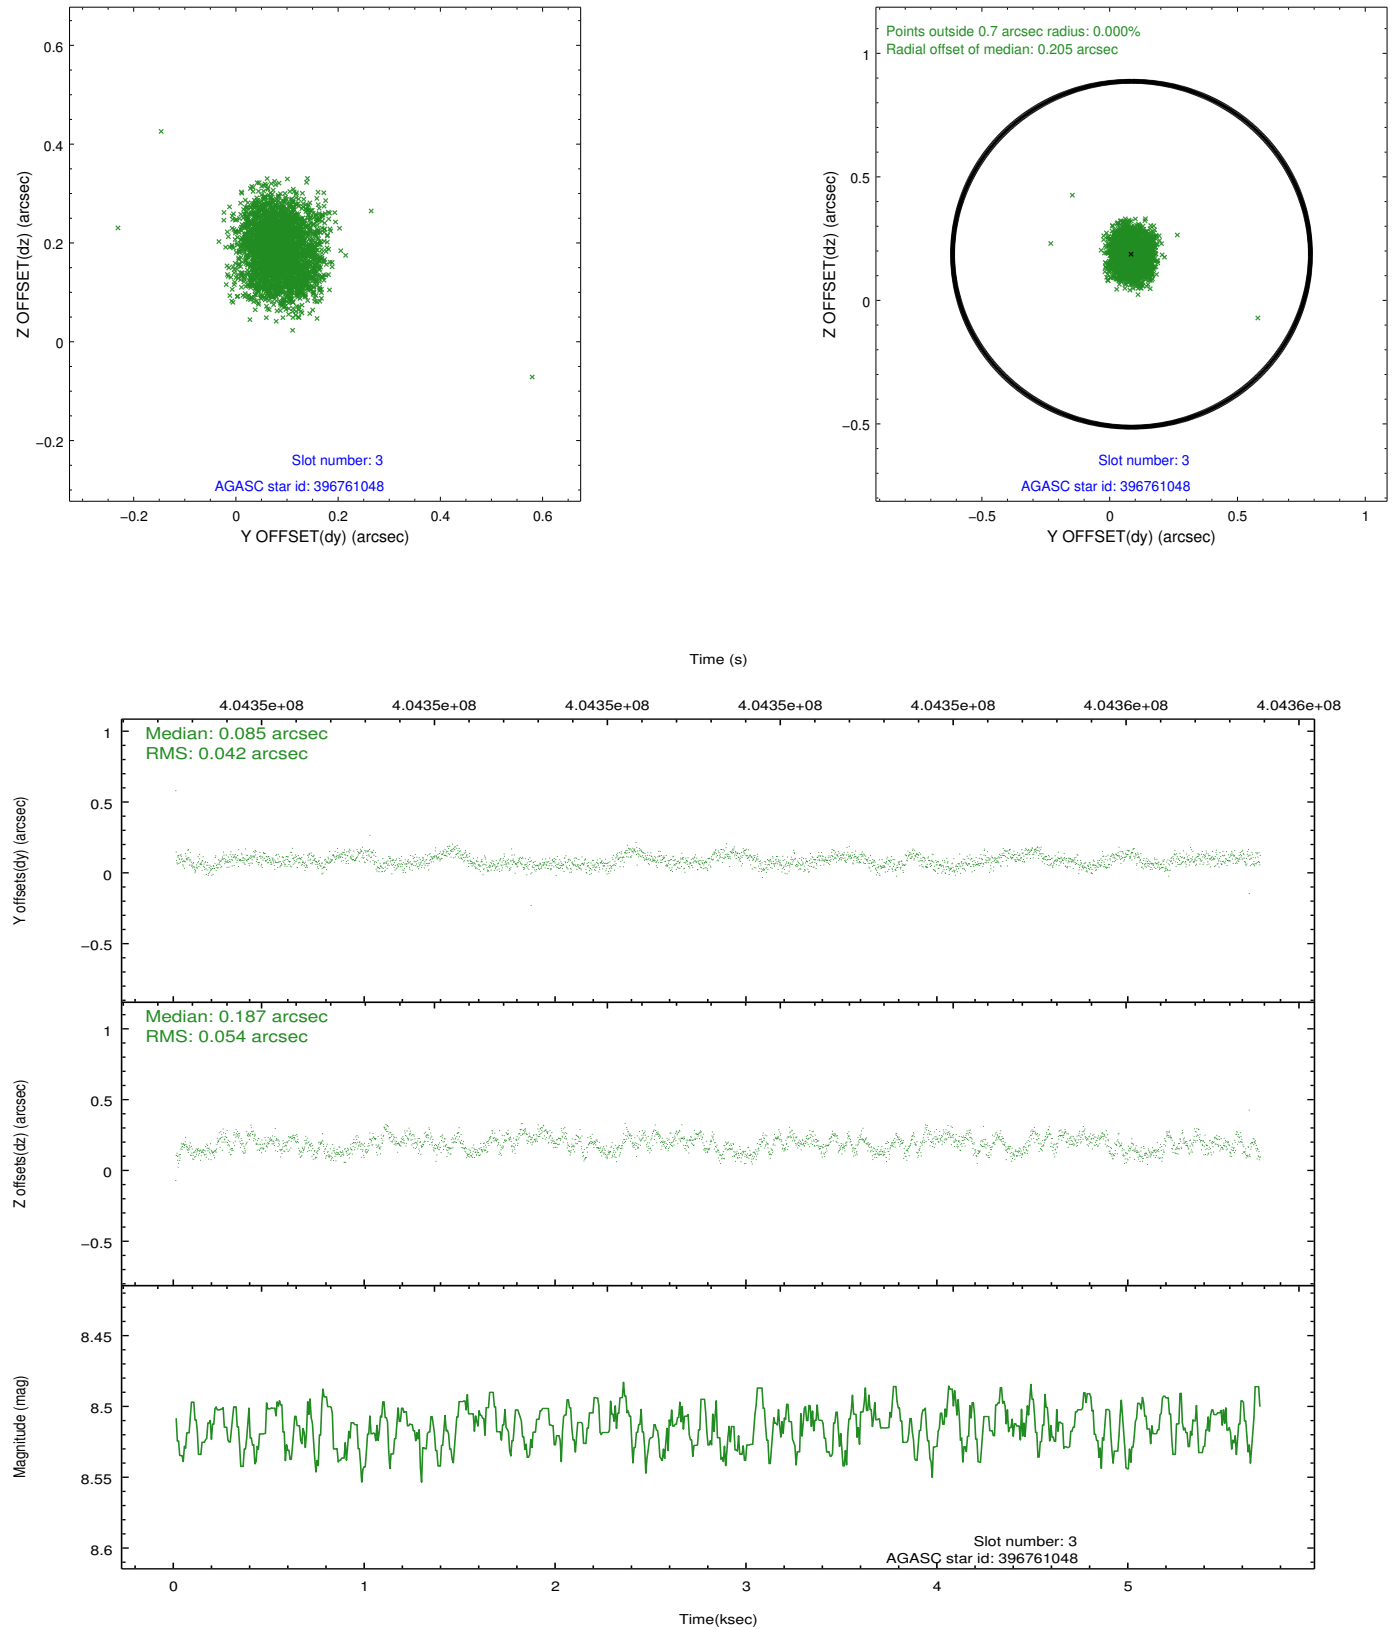 0.6
0.4
0.2
0
−0.2
Z OFFSET(dz) (arcsec)
Slot number: 3
AGASC star id: 396761048
−0.2 0 0.2 0.4 0.6
Y OFFSET(dy) (arcsec)
Points outside 0.7 arcsec radius: 0.000%
Radial offset of median: 0.205 arcsec
1
0.5
0
−0.5
Z OFFSET(dz) (arcsec)
Slot number: 3
AGASC star id: 396761048
−0.5 0 0.5 1
Y OFFSET(dy) (arcsec)
Time (s)
4.0435e+08 4.0435e+08 4.0435e+08 4.0435e+08 4.0435e+08 4.0436e+08 4.0436e+08
Median: 0.085 arcsec
RMS: 0.042 arcsec
1
0.5
0
−0.5
Y offsets(dy) (arcsec)
Median: 0.187 arcsec
RMS: 0.054 arcsec
1
0.5
0
−0.5
Z offsets(dz) (arcsec)
8.45
8.5
8.55
8.6
Magnitude (mag)
Slot number: 3
AGASC star id: 396761048
0 1 2 3 4 5
Time(ksec)